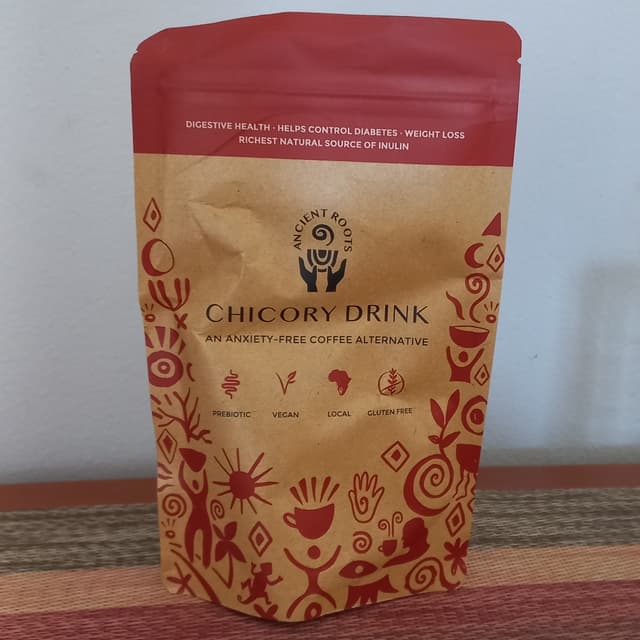 DIGESTIVE HEALTH · HELPS CONTROL DIABETES · WEIGHT LOSS
RICHEST NATURAL SOURCE OF INULIN
ANCIENT ROOTS
CHICORY DRINK
AN ANXIETY-FREE COFFEE ALTERNATIVE
PREBIOTIC VEGAN LOCAL GLUTEN FREE